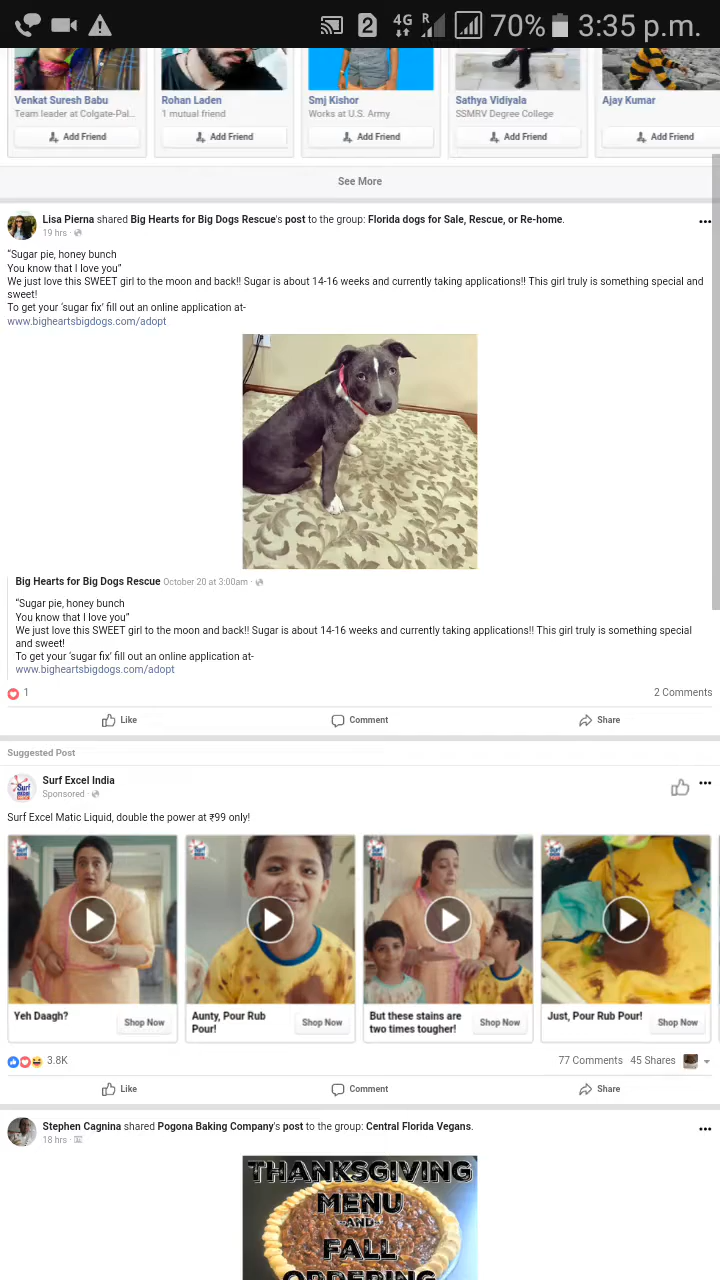 2 4G R 70% 3:35 p.m.
Venkat Suresh Babu
Team leader at Colgate-Pal...
Add Friend
Rohan Laden
1 mutual friend
Add Friend
Smj Kishor
Works at U.S. Army
Add Friend
Sathya Vidiyala
SSMRV Degree College
Add Friend
Ajay Kumar
Add Friend
See More
Lisa Pierna shared Big Hearts for Big Dogs Rescue's post to the group: Florida dogs for Sale, Rescue, or Re-home.
19 hrs ·
“Sugar pie, honey bunch
You know that I love you”
We just love this SWEET girl to the moon and back!! Sugar is about 14-16 weeks and currently taking applications!! This girl truly is something special and
sweet!
To get your ‘sugar fix’ fill out an online application at-
www.bigheartsbigdogs.com/adopt
Big Hearts for Big Dogs Rescue October 20 at 3:00am ·
“Sugar pie, honey bunch
You know that I love you”
We just love this SWEET girl to the moon and back!! Sugar is about 14-16 weeks and currently taking applications!! This girl truly is something special
and sweet!
To get your ‘sugar fix’ fill out an online application at-
www.bigheartsbigdogs.com/adopt
1
2 Comments
Like
Comment
Share
Suggested Post
Surf Excel India
Sponsored ·
Surf Excel Matic Liquid, double the power at ₹99 only!
Yeh Daagh?
Shop Now
Aunty, Pour Rub
Pour!
Shop Now
But these stains are
two times tougher!
Shop Now
Just, Pour Rub Pour!
Shop Now
3.8K
77 Comments 45 Shares
Like
Comment
Share
Stephen Cagnina shared Pogona Baking Company's post to the group: Central Florida Vegans.
18 hrs ·
THANKSGIVING
MENU
-AND-
FALL
ORDERING